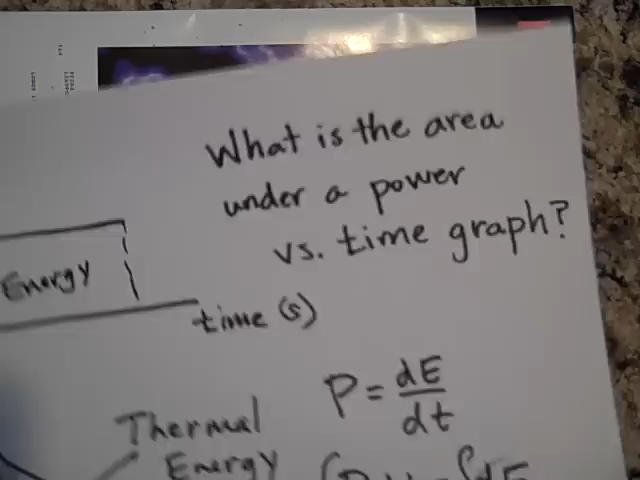 What is the area
under a power
vs. time graph?
Energy
time (s)
P = dE/dt
Thermal
Energy